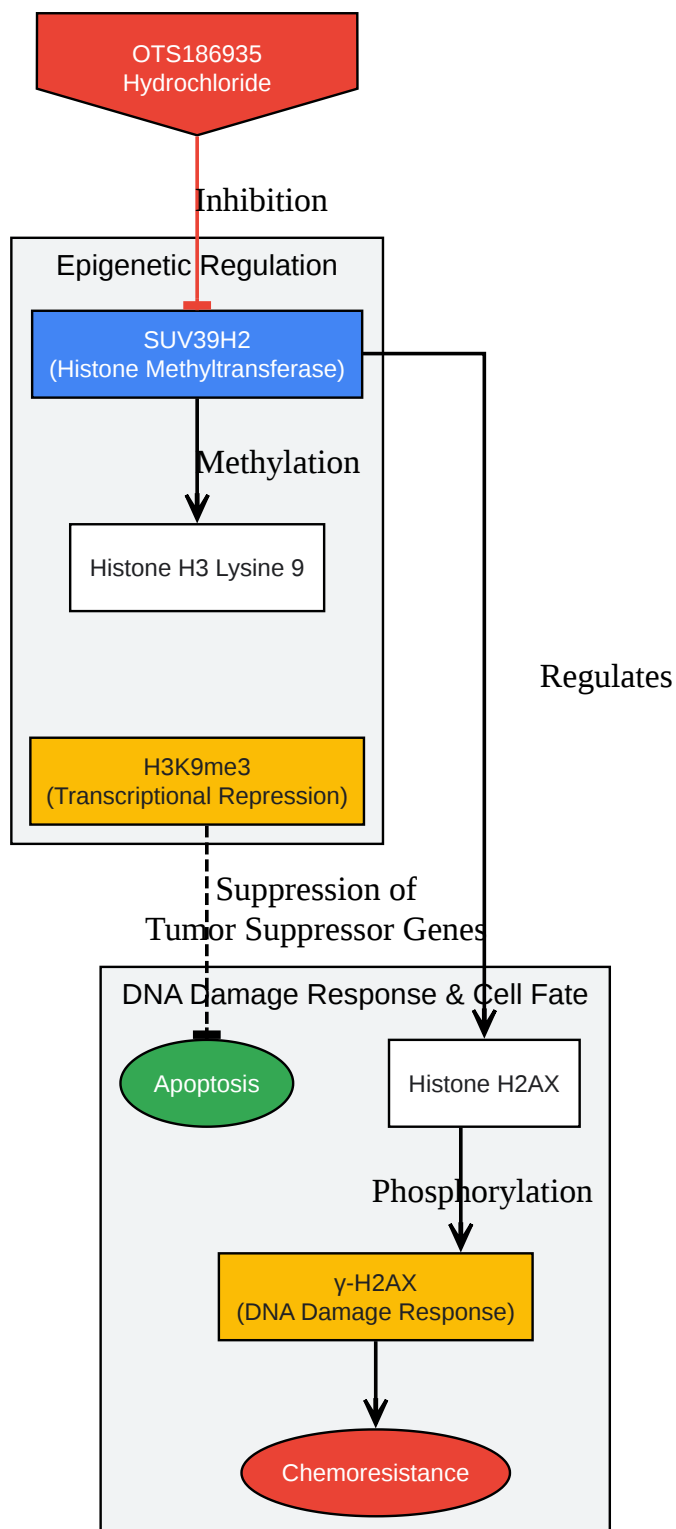 OTS186935
Hydrochloride
Inhibition
Epigenetic Regulation
SUV39H2
(Histone Methyltransferase)
Methylation
Histone H3 Lysine 9
Regulates
H3K9me3
(Transcriptional Repression)
Suppression of
Tumor Suppressor Genes
DNA Damage Response & Cell Fate
Apoptosis
Histone H2AX
Phosphorylation
γ-H2AX
(DNA Damage Response)
Chemoresistance